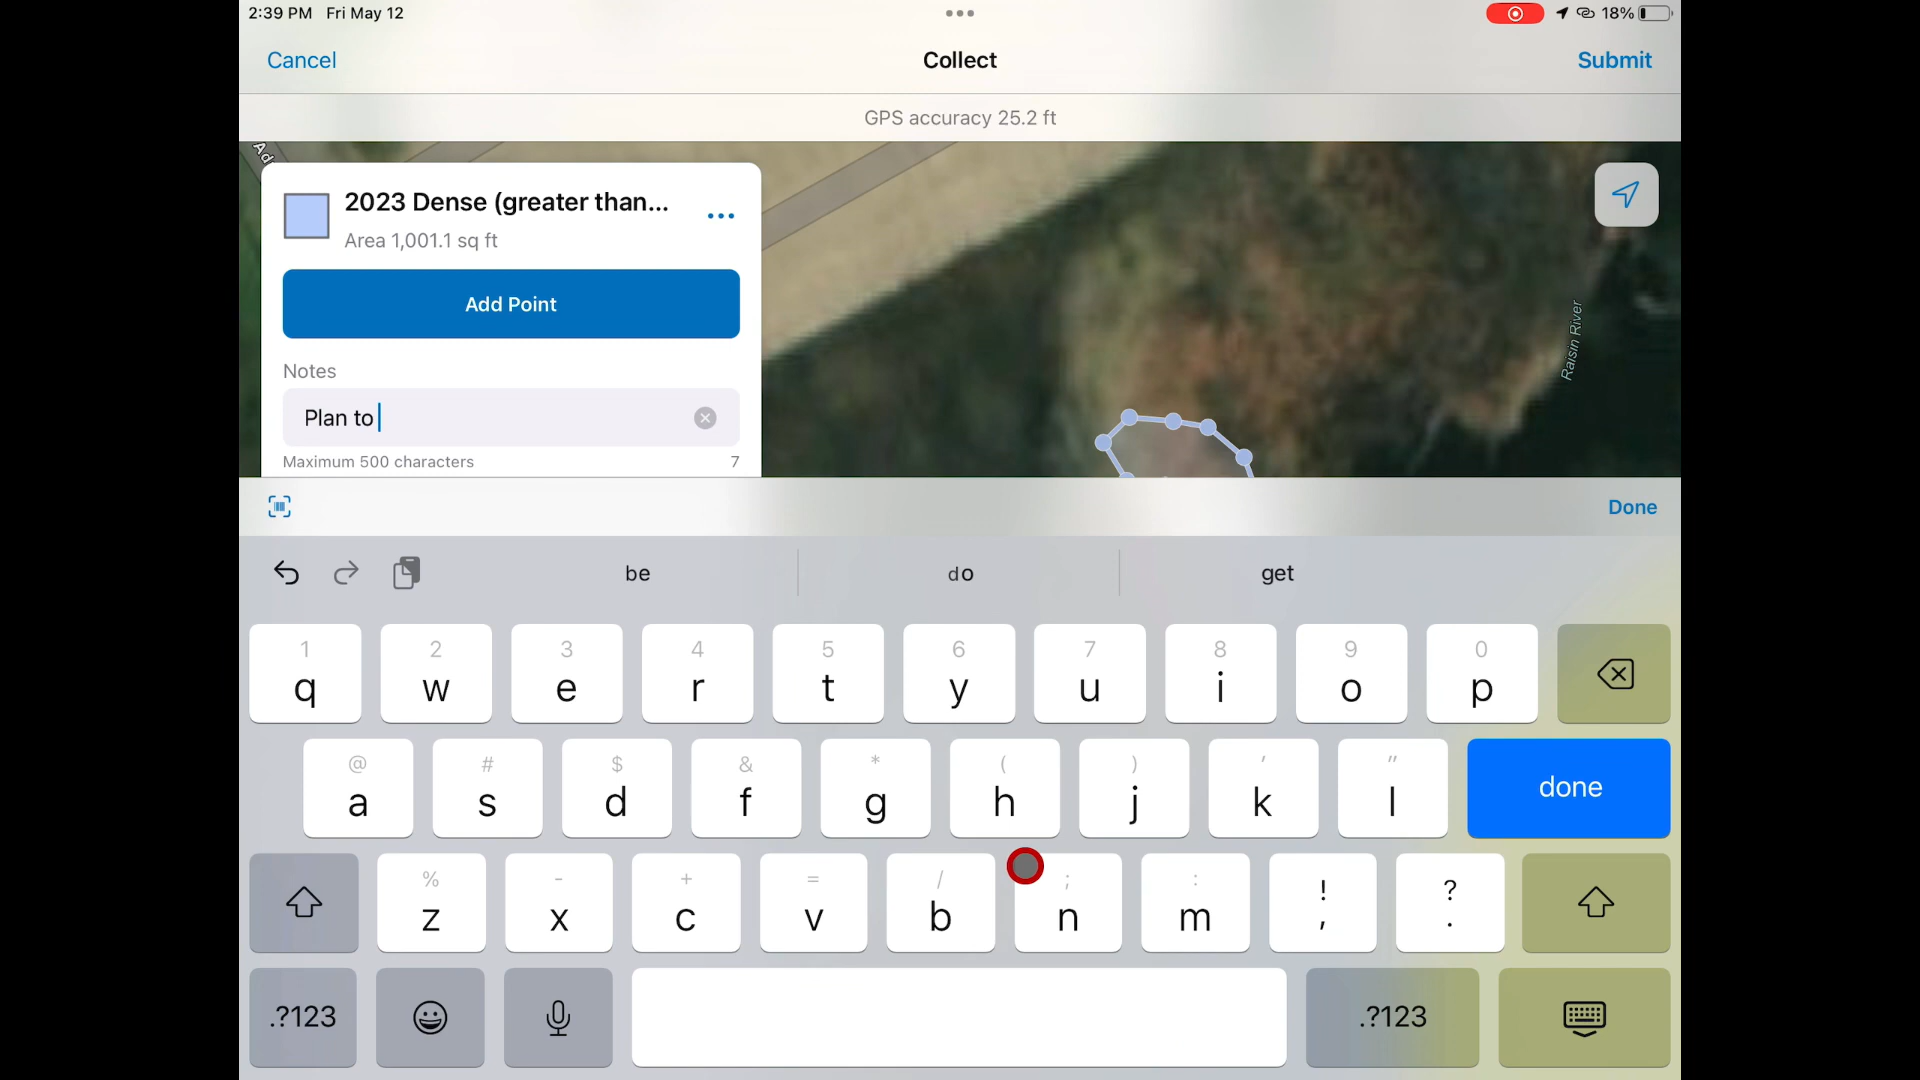 2:39 PM Fri May 12
18%
Cancel
Collect
Submit
GPS accuracy 25.2 ft
Ad
2023 Dense (greater than...
Area 1,001.1 sq ft
Add Point
Notes
Plan to
Maximum 500 characters
7
Raisin River
Done
be
do
get
1 2 3 4 5 6 7 8 9 0
q w e r t y u i o p
@ # $ & * ( ) ' "
a s d f g h j k l
done
% - + = / ; : ! ?
z x c v b n m , .
.?123
.?123